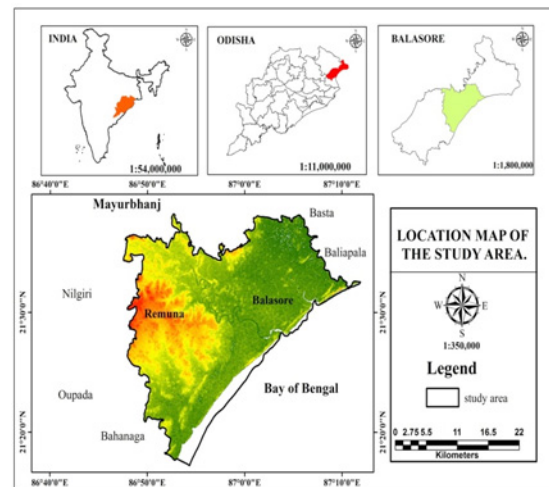 INDIA
1:54,000,000
ODISHA
1:11,000,000
BALASORE
1:1,800,000
86°40'0"E 86°50'0"E 87°0'0"E 87°10'0"E
Mayurbhanj
Basta
Baliapala
Nilgiri
Balasore
Remuna
Bay of Bengal
Oupada
Bahanaga
21°30'0"N
21°20'0"N
21°30'0"N
21°20'0"N
86°40'0"E 86°50'0"E 87°0'0"E 87°10'0"E
LOCATION MAP OF
THE STUDY AREA.
N
W E
S
1:350,000
Legend
study area
0 2.75 5.5 11 16.5 22
Kilometers